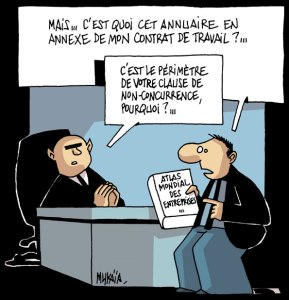 MAIS... C'EST QUOI CET ANNUAIRE EN
ANNEXE DE MON CONTRAT DE TRAVAIL ?...
C'EST LE PÉRIMÈTRE
DE VOTRE CLAUSE DE
NON-CONCURRENCE,
POURQUOI ?...
ATLAS
MONDIAL
DES
ENTREPRISES
...